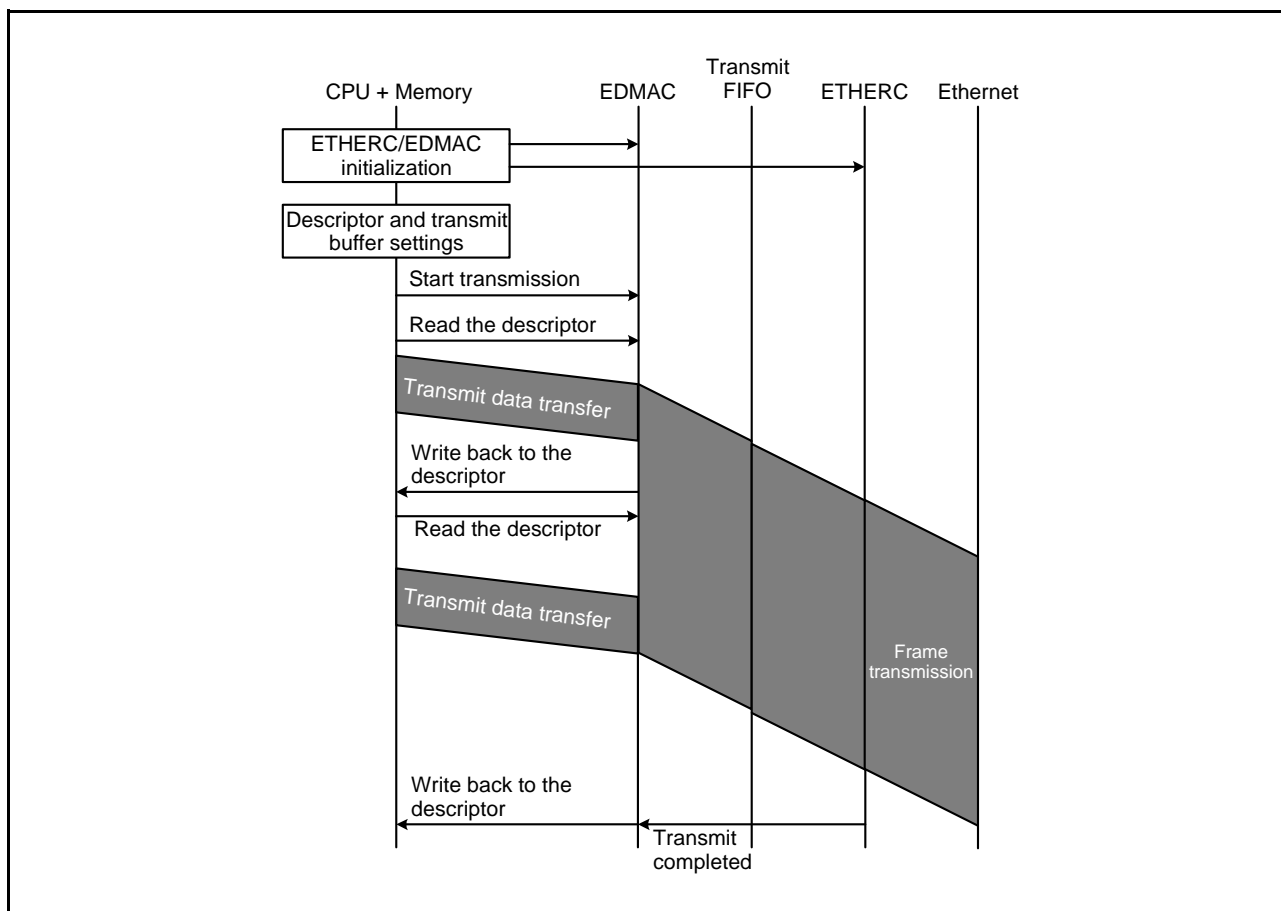 Transmit
CPU + Memory EDMAC FIFO ETHERC Ethernet
ETHERC/EDMAC
initialization
Descriptor and transmit
buffer settings
Start transmission
Read the descriptor
Transmit data transfer
Write back to the
descriptor
Read the descriptor
Transmit data transfer
Frame
transmission
Write back to the
descriptor
Transmit
completed